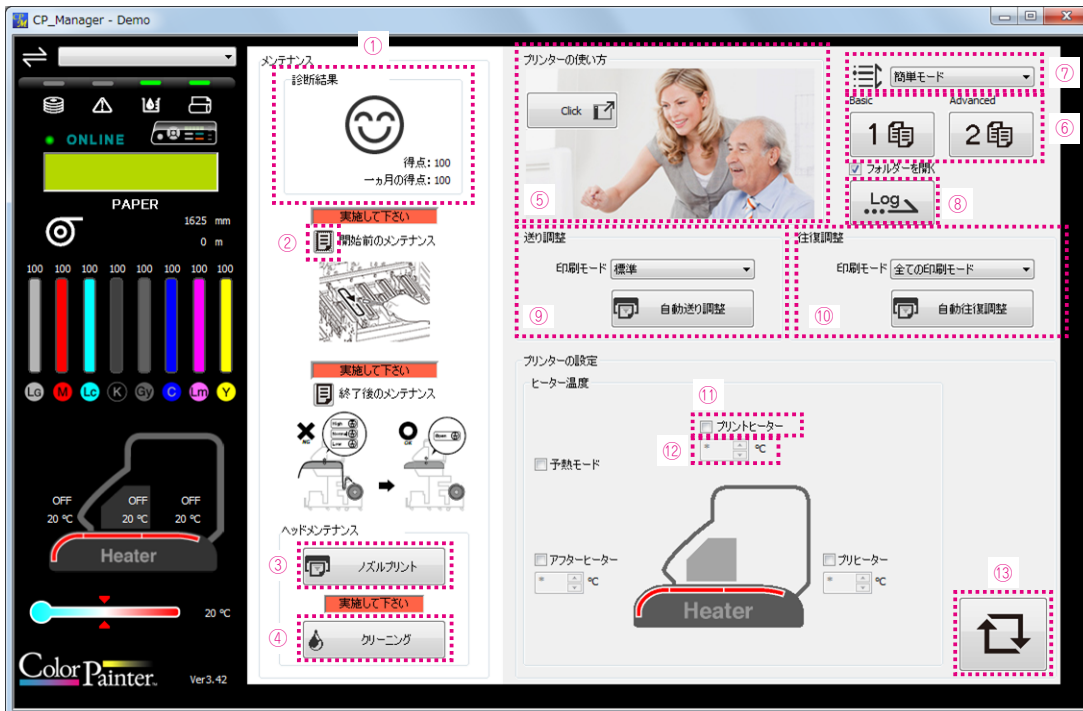 CP_Manager - Demo
ONLINE
PAPER
1625 mm
0 m
100 100 100 100 100 100 100 100
Lg M Lc K Gy C Lm Y
OFF OFF OFF
20 ℃ 20 ℃ 20 ℃
Heater
20 ℃
Color Painter.
Ver3.42
①
メンテナンス
診断結果
得点: 100
一ヵ月の得点: 100
実施して下さい
② 開始前のメンテナンス
実施して下さい
終了後のメンテナンス
High
Normal
Low
NG
OK
ヘッドメンテナンス
③ ノズルプリント
実施して下さい
④ クリーニング
プリンターの使い方
Click
⑤
簡単モード ⑦
Basic Advanced
1 2 ⑥
フォルダーを開く
Log ⑧
送り調整
印刷モード 標準
⑨ 自動送り調整
往復調整
印刷モード 全ての印刷モード
⑩ 自動往復調整
プリンターの設定
ヒーター温度
⑪
プリントヒーター
⑫ * ℃
予熱モード
アフターヒーター
* ℃
プリヒーター
* ℃
Heater
⑬